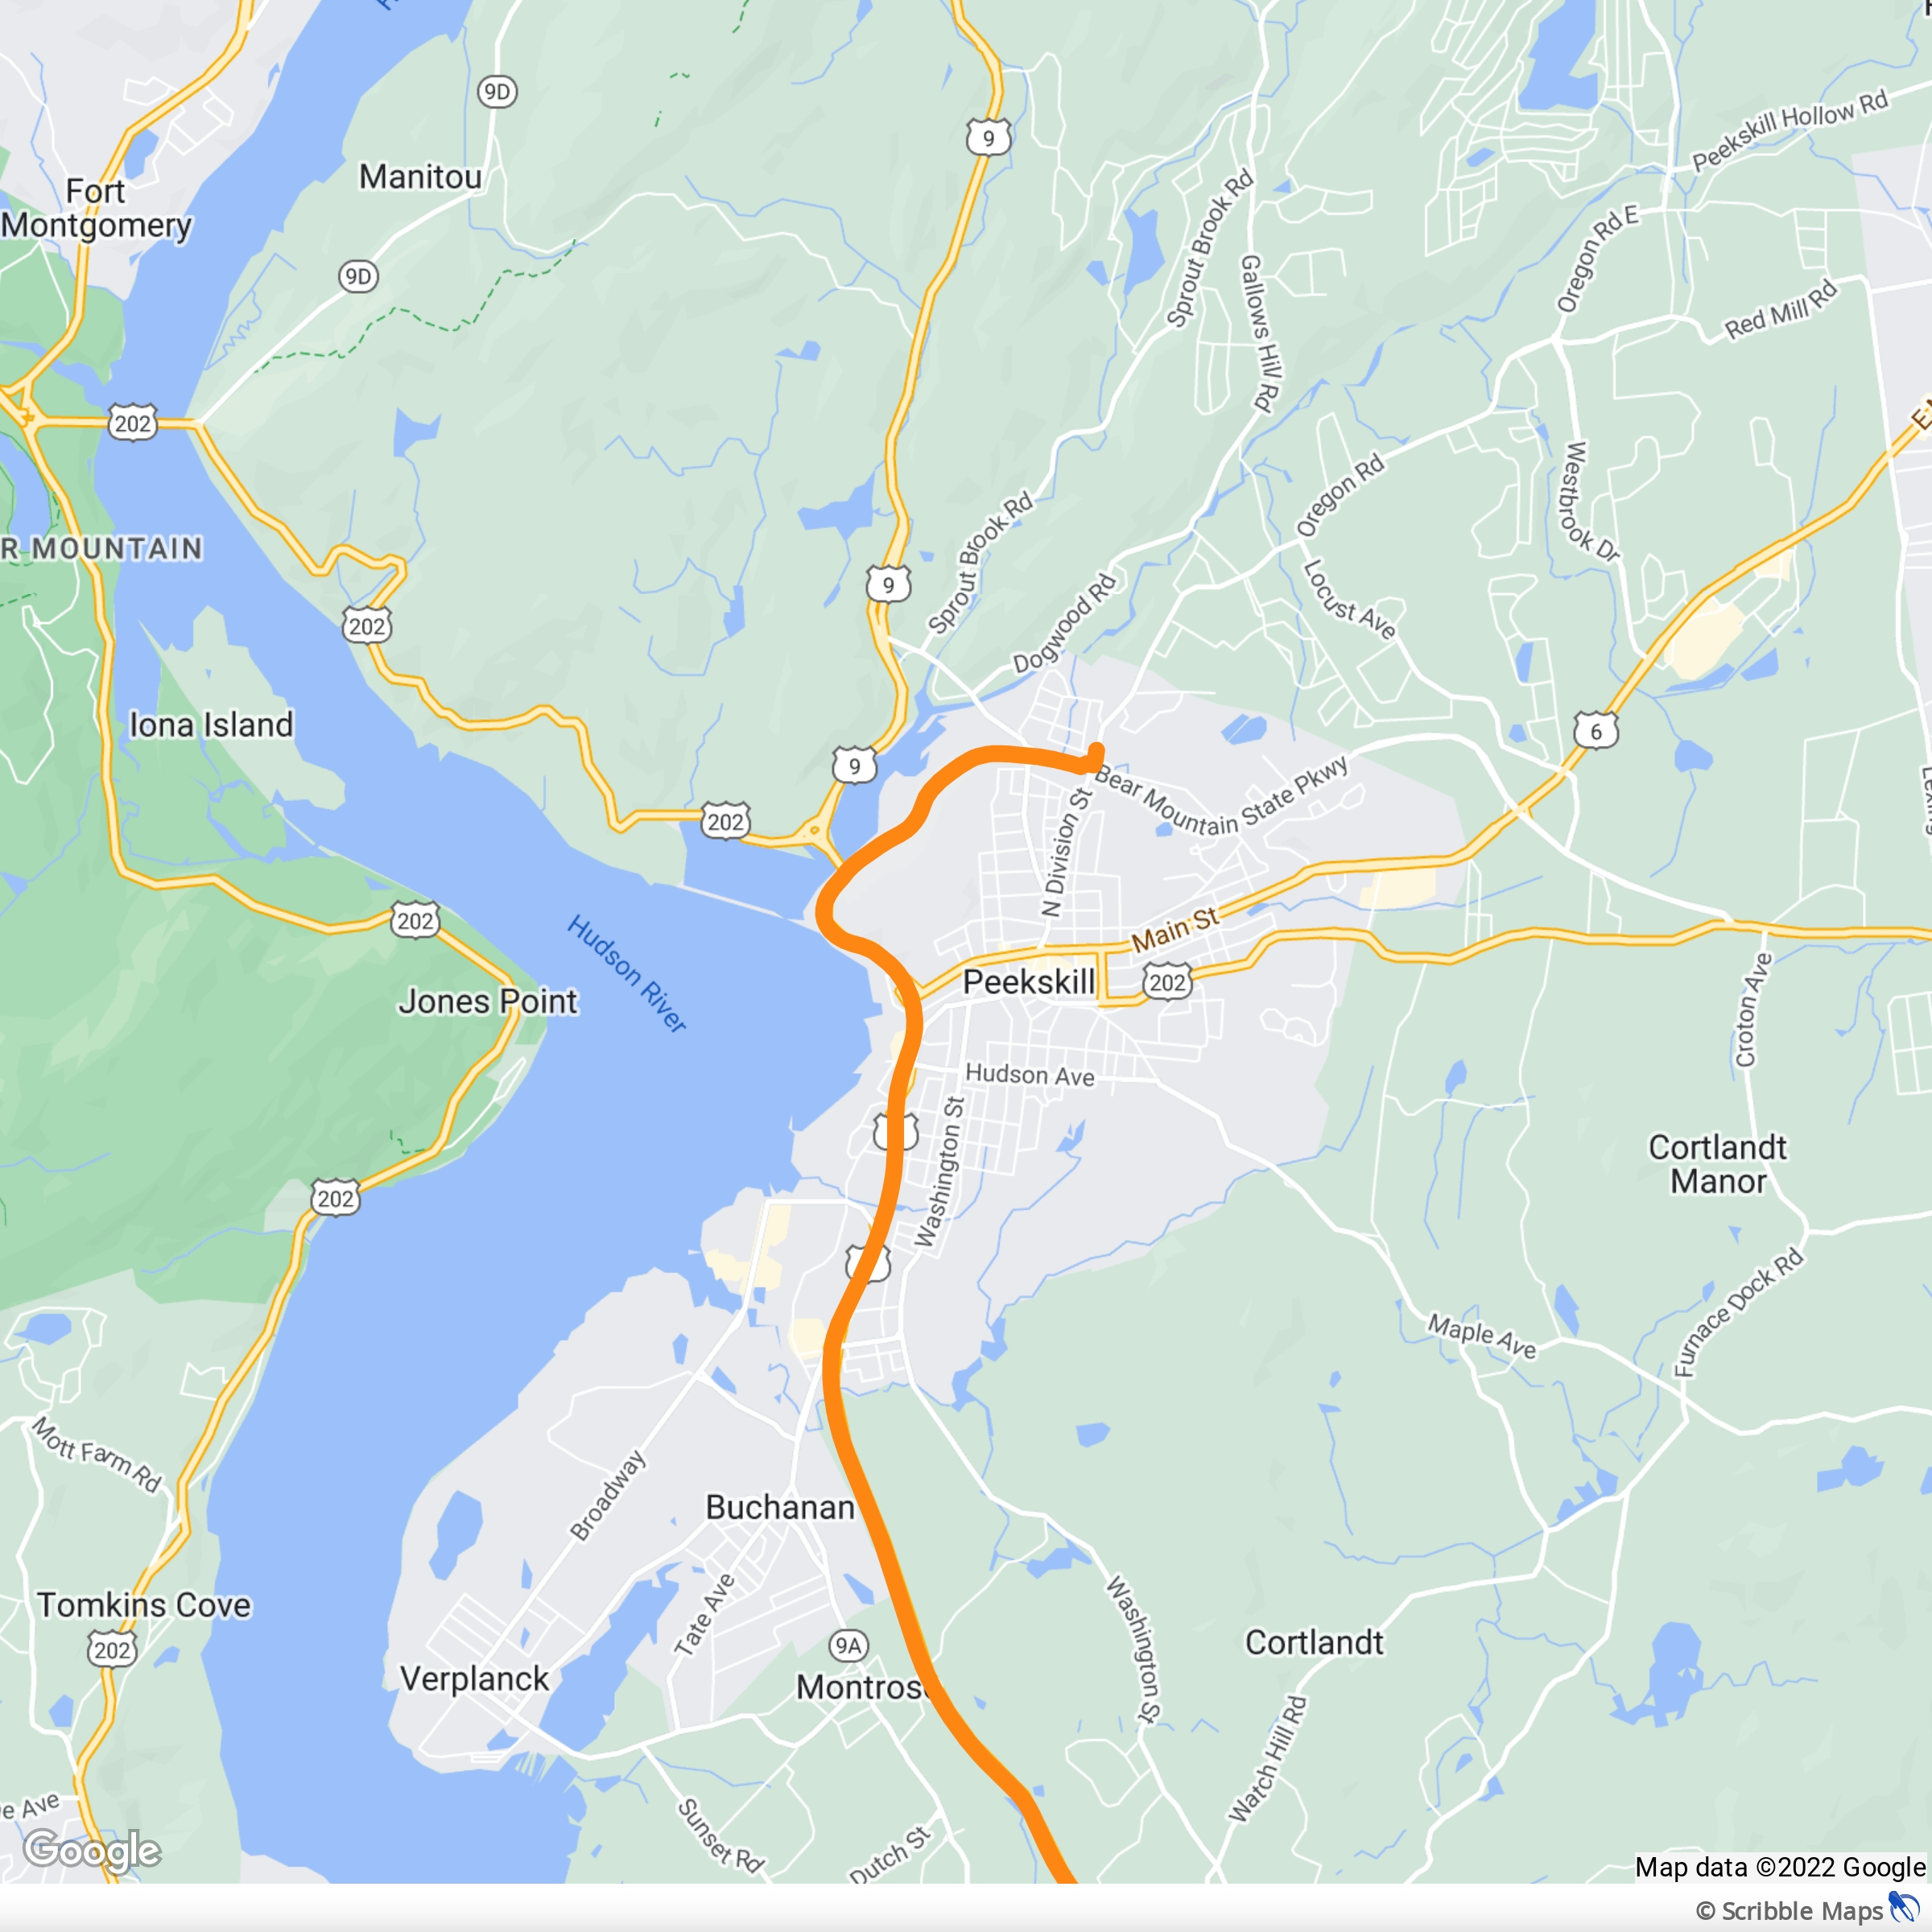 9D
9
Peekskill Hollow Rd
Manitou
Fort
Montgomery
Sprout Brook Rd
Oregon Rd E
9D
Gallows Hill Rd
Red Mill Rd
202
Oregon Rd
Westbrook Dr
Sprout Brook Rd
R MOUNTAIN
9
Dogwood Rd
Locust Ave
202
Iona Island
6
9
Bear Mountain State Pkwy
202
N Division St
202
Main St
Hudson River
Peekskill
202
Jones Point
Croton Ave
Hudson Ave
Washington St
Cortlandt
Manor
202
Furnace Dock Rd
Maple Ave
Mott Farm Rd
Broadway
Buchanan
Tate Ave
Washington St
Tomkins Cove
202
9A
Cortlandt
Verplanck
Montros
Watch Hill Rd
e Ave
Sunset Rd
Dutch St
Google
Map data ©2022 Google
© Scribble Maps